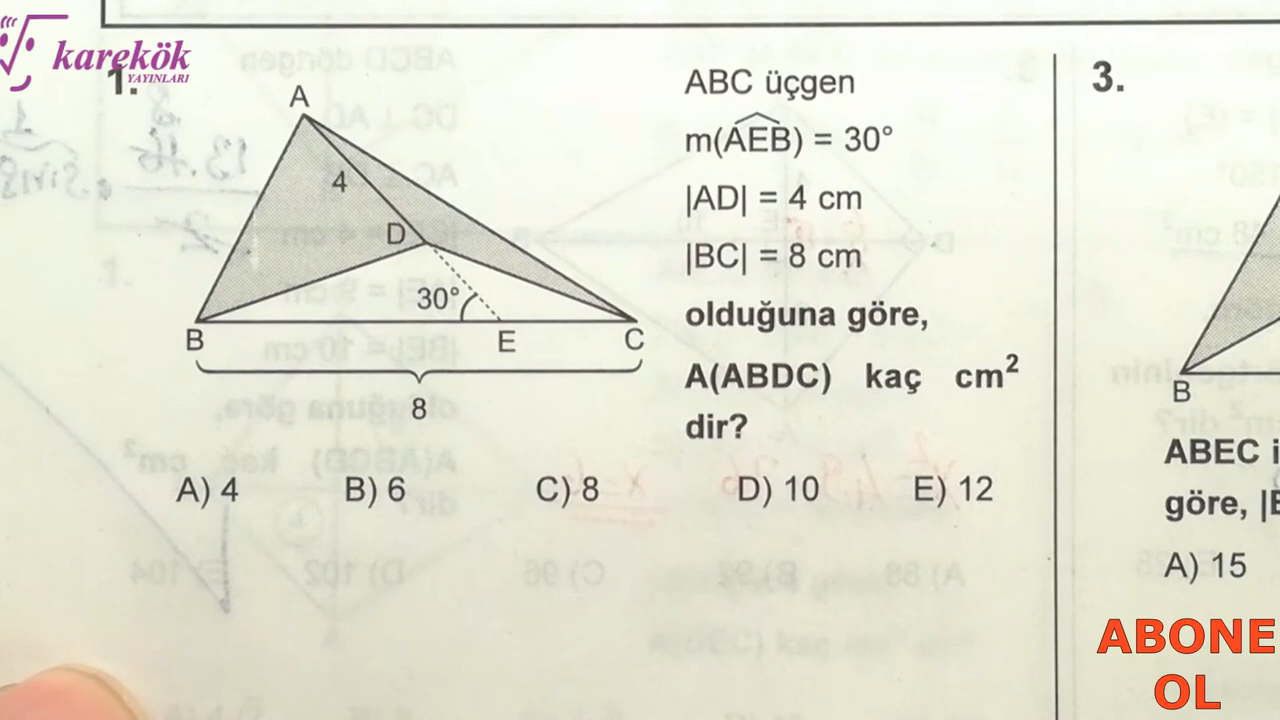 karekök
YAYINLARI
1.
A
4
D
30°
B
E
C
8
ABC üçgen
m(AEB) = 30°
|AD| = 4 cm
|BC| = 8 cm
olduğuna göre,
A(ABDC) kaç cm²
dir?
A) 4 B) 6 C) 8 D) 10 E) 12
3.
B
ABEC i
göre, |E
A) 15
ABONE
OL